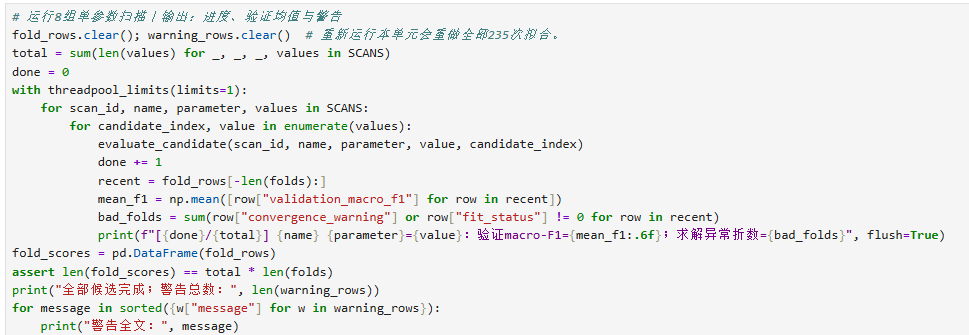 # 运行8组单参数扫描｜输出：进度、验证均值与警告
fold_rows.clear(); warning_rows.clear()  # 重新运行本单元会重做全部235次拟合。
total = sum(len(values) for _, _, _, values in SCANS)
done = 0
with threadpool_limits(limits=1):
    for scan_id, name, parameter, values in SCANS:
        for candidate_index, value in enumerate(values):
            evaluate_candidate(scan_id, name, parameter, value, candidate_index)
            done += 1
            recent = fold_rows[-len(folds):]
            mean_f1 = np.mean([row["validation_macro_f1"] for row in recent])
            bad_folds = sum(row["convergence_warning"] or row["fit_status"] != 0 for row in recent)
            print(f"[{done}/{total}] {name} {parameter}={value}：验证macro-F1={mean_f1:.6f}；求解异常折数={bad_folds}", flush=True)
fold_scores = pd.DataFrame(fold_rows)
assert len(fold_scores) == total * len(folds)
print("全部候选完成；警告总数：", len(warning_rows))
for message in sorted({w["message"] for w in warning_rows}):
    print("警告全文：", message)